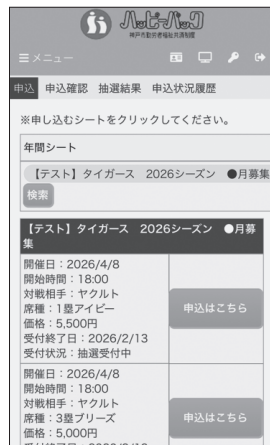 ハッピーパック
神戸市勤労者福祉共済制度
メニュー
申込 申込確認 抽選結果 申込状況履歴
※申し込むシートをクリックしてください。
年間シート
【テスト】タイガース 2026シーズン ●月募集
検索
【テスト】タイガース 2026シーズン ●月募
集
開催日：2026/4/8
開始時間：18:00
対戦相手：ヤクルト
席種：1塁アイビー
価格：5,500円
受付終了日：2026/2/13
受付状況：抽選受付中
申込はこちら
開催日：2026/4/8
開始時間：18:00
対戦相手：ヤクルト
席種：3塁ブリーズ
価格：5,000円
申込はこちら